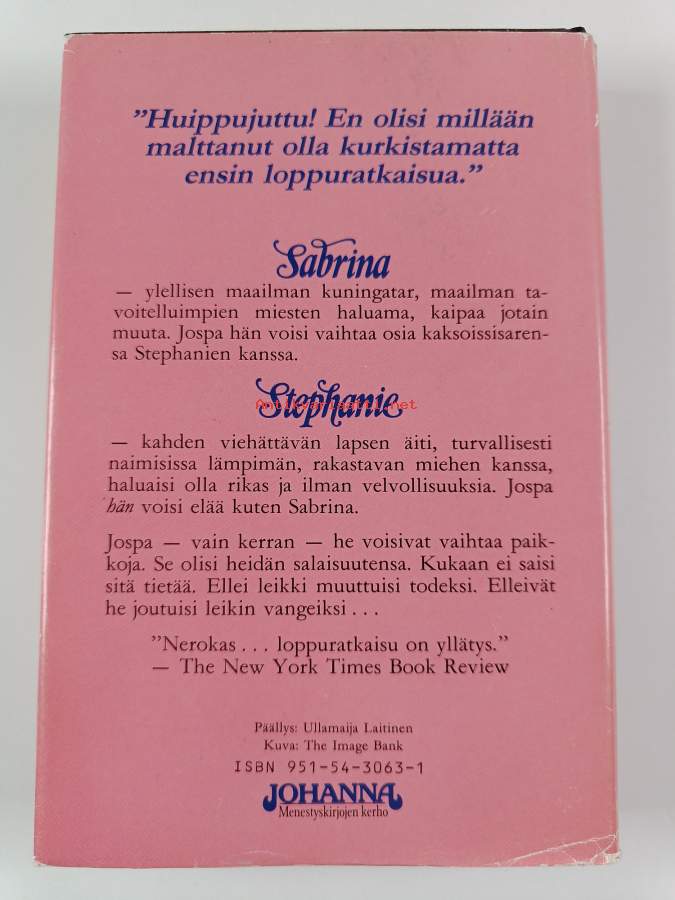 ”Huippujuttu! En olisi millään
malttanut olla kurkistamatta
ensin loppuratkaisua.”
Sabrina
— ylellisen maailman kuningatar, maailman ta-
voitelluimpien miesten haluama, kaipaa jotain
muuta. Jospa hän voisi vaihtaa osia kaksoissisaren-
sa Stephanien kanssa.
Stephanie
Antikvariaatti.net
— kahden viehättävän lapsen äiti, turvallisesti
naimisissa lämpimän, rakastavan miehen kanssa,
haluaisi olla rikas ja ilman velvollisuuksia. Jospa
hän voisi elää kuten Sabrina.
Jospa — vain kerran — he voisivat vaihtaa paik-
koja. Se olisi heidän salaisuutensa. Kukaan ei saisi
sitä tietää. Ellei leikki muuttuisi todeksi. Elleivät
he joutuisi leikin vangeiksi...
”Nerokas... loppuratkaisu on yllätys.”
— The New York Times Book Review
Päällys: Ullamaija Laitinen
Kuva: The Image Bank
ISBN 951-54-3063-1
JOHANNA
Menestyskirjojen kerho